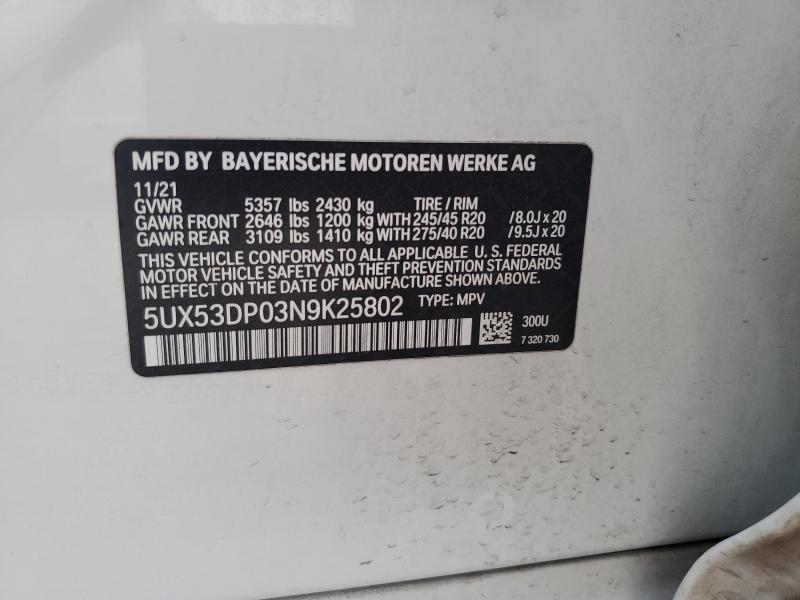 MFD BY BAYERISCHE MOTOREN WERKE AG
11/21
GVWR 5357 lbs 2430 kg TIRE / RIM
GAWR FRONT 2646 lbs 1200 kg WITH 245/45 R20 /8.0J x 20
GAWR REAR 3109 lbs 1410 kg WITH 275/40 R20 /9.5J x 20
THIS VEHICLE CONFORMS TO ALL APPLICABLE U. S. FEDERAL
MOTOR VEHICLE SAFETY AND THEFT PREVENTION STANDARDS
IN EFFECT ON THE DATE OF MANUFACTURE SHOWN ABOVE.
5UX53DP03N9K25802 TYPE: MPV
300U
7 320 730